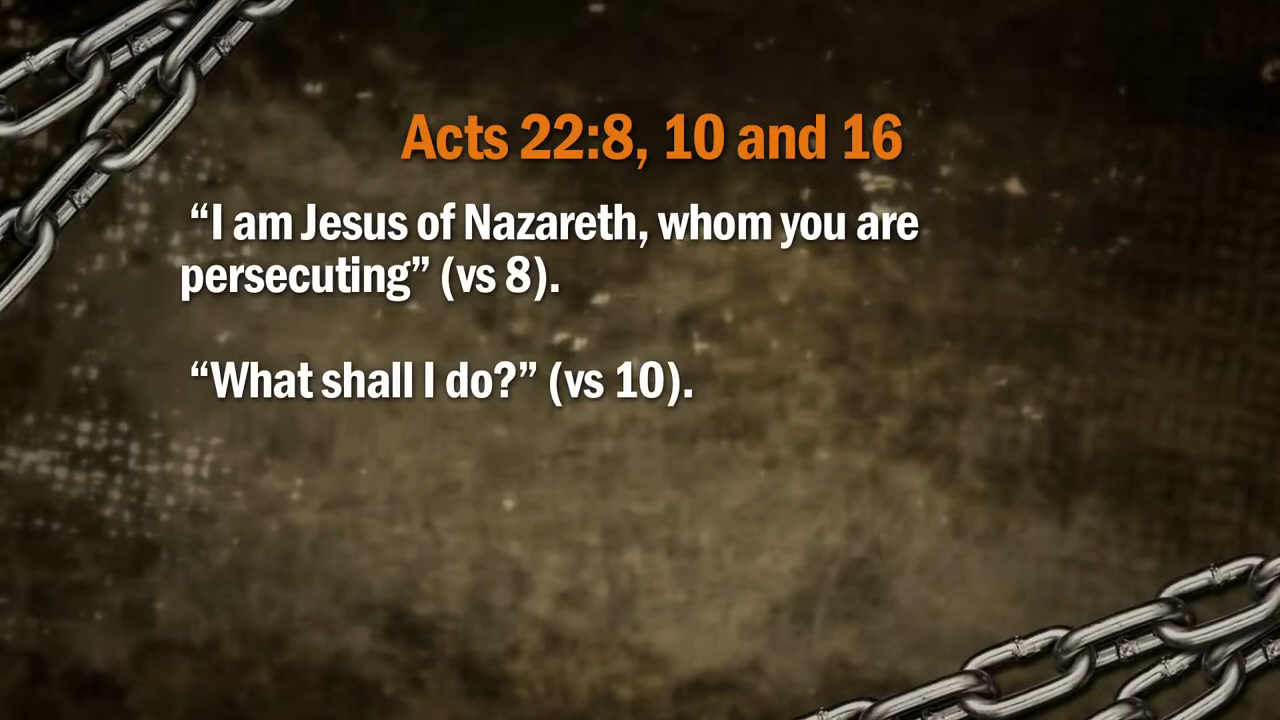 Acts 22:8, 10 and 16
“I am Jesus of Nazareth, whom you are
persecuting” (vs 8).
“What shall I do?” (vs 10).